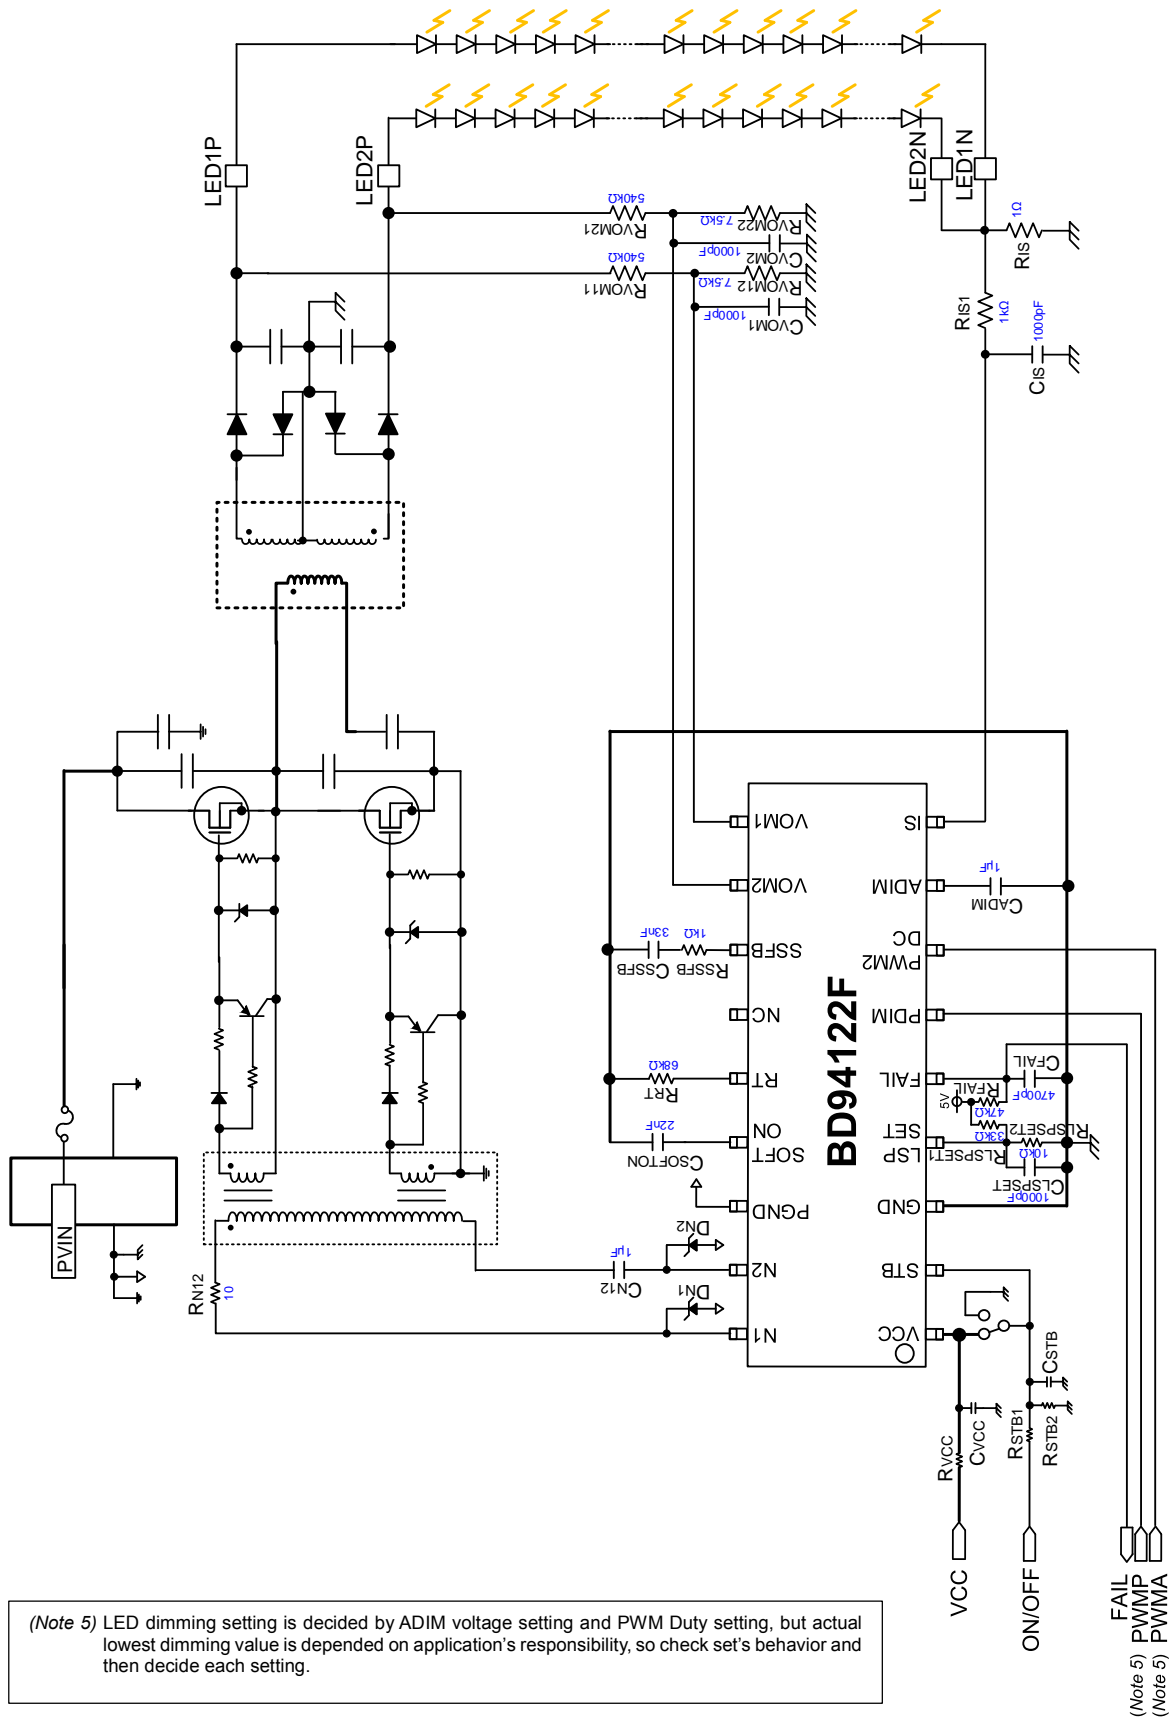 LED1P
LED2P
LED2N
LED1N
540kΩ
RVOM21
7.5kΩ
RVOM22
1000pF
CVOM2
540kΩ
RVOM11
7.5kΩ
RVOM12
1000pF
CVOM1
1Ω
RIS
RIS1
1kΩ
1000pF
CIS
VOM1
IS
VOM2
ADIM
1µF
CADIM
33nF
CSSFB
1kΩ
RSSFB
SSFB
DC
PWM2
NC
PDIM
BD94122F
68kΩ
RRT
RT
FAIL
CFAIL
4700pF
RFAIL
47kΩ
5V
22nF
CSOFTON
ON
SOFT
SET
LSP
33kΩ
RLSPSET1
RLSPSET2
10kΩ
CLSPSET
1000pF
PGND
GND
DN2
1µF
CN12
N2
STB
RN12
10
DN1
N1
VCC
PVIN
CSTB
RSTB1
RSTB2
RVCC
CVCC
VCC
ON/OFF
FAIL
(Note 5) PWMP
(Note 5) PWMA
(Note 5) LED dimming setting is decided by ADIM voltage setting and PWM Duty setting, but actual
lowest dimming value is depended on application's responsibility, so check set's behavior and
then decide each setting.